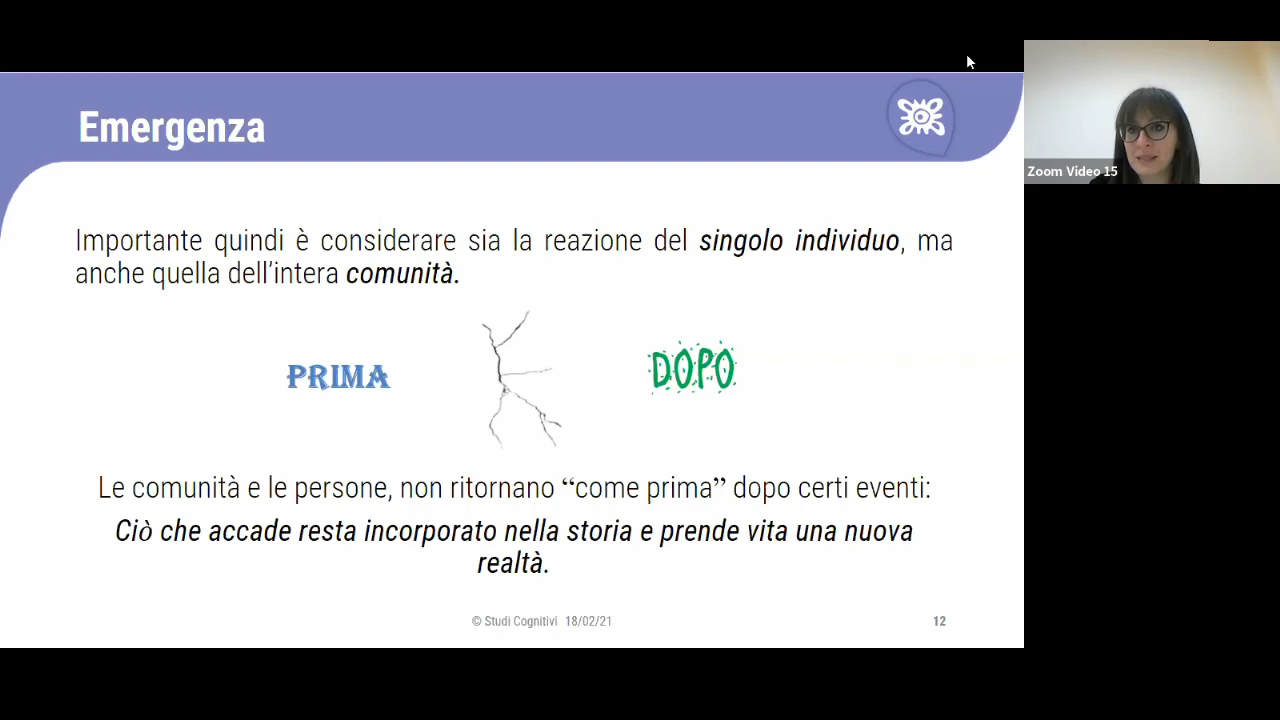 Emergenza
Zoom Video 15
Importante quindi è considerare sia la reazione del singolo individuo, ma
anche quella dell’intera comunità.
PRIMA
DOPO
Le comunità e le persone, non ritornano “come prima” dopo certi eventi:
Ciò che accade resta incorporato nella storia e prende vita una nuova
realtà.
© Studi Cognitivi 18/02/21
12